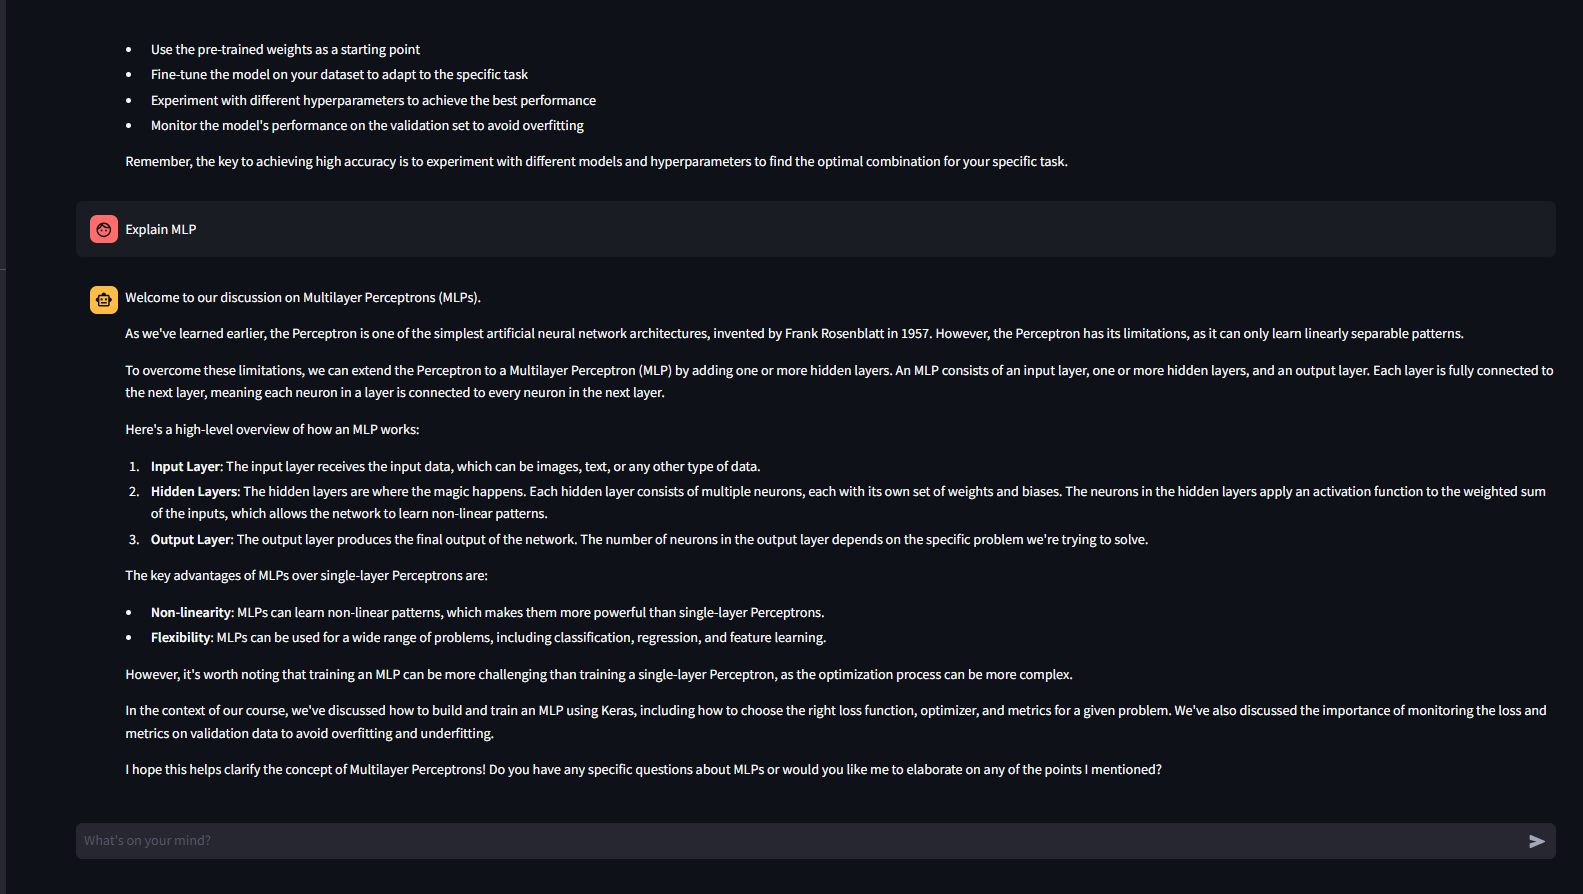 • Use the pre-trained weights as a starting point
• Fine-tune the model on your dataset to adapt to the specific task
• Experiment with different hyperparameters to achieve the best performance
• Monitor the model's performance on the validation set to avoid overfitting
Remember, the key to achieving high accuracy is to experiment with different models and hyperparameters to find the optimal combination for your specific task.
Explain MLP
Welcome to our discussion on Multilayer Perceptrons (MLPs).
As we've learned earlier, the Perceptron is one of the simplest artificial neural network architectures, invented by Frank Rosenblatt in 1957. However, the Perceptron has its limitations, as it can only learn linearly separable patterns.
To overcome these limitations, we can extend the Perceptron to a Multilayer Perceptron (MLP) by adding one or more hidden layers. An MLP consists of an input layer, one or more hidden layers, and an output layer. Each layer is fully connected to
the next layer, meaning each neuron in a layer is connected to every neuron in the next layer.
Here's a high-level overview of how an MLP works:
1. Input Layer: The input layer receives the input data, which can be images, text, or any other type of data.
2. Hidden Layers: The hidden layers are where the magic happens. Each hidden layer consists of multiple neurons, each with its own set of weights and biases. The neurons in the hidden layers apply an activation function to the weighted sum
of the inputs, which allows the network to learn non-linear patterns.
3. Output Layer: The output layer produces the final output of the network. The number of neurons in the output layer depends on the specific problem we're trying to solve.
The key advantages of MLPs over single-layer Perceptrons are:
• Non-linearity: MLPs can learn non-linear patterns, which makes them more powerful than single-layer Perceptrons.
• Flexibility: MLPs can be used for a wide range of problems, including classification, regression, and feature learning.
However, it's worth noting that training an MLP can be more challenging than training a single-layer Perceptron, as the optimization process can be more complex.
In the context of our course, we've discussed how to build and train an MLP using Keras, including how to choose the right loss function, optimizer, and metrics for a given problem. We've also discussed the importance of monitoring the loss and
metrics on validation data to avoid overfitting and underfitting.
I hope this helps clarify the concept of Multilayer Perceptrons! Do you have any specific questions about MLPs or would you like me to elaborate on any of the points I mentioned?
What's on your mind?